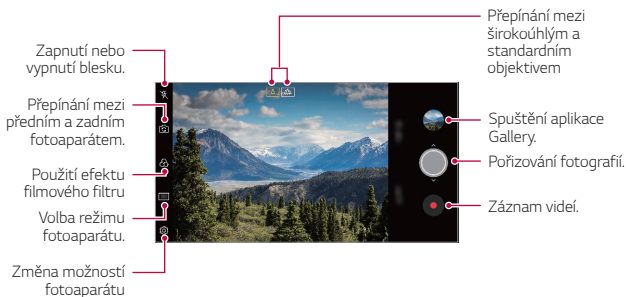 Zapnutí nebo
vypnutí blesku.
Přepínání mezi
předním a zadním
fotoaparátem.
Použití efektu
filmového filtru
Volba režimu
fotoaparátu.
Změna možností
fotoaparátu
Přepínání mezi
širokoúhlým a
standardním
objektivem
Spuštění aplikace
Gallery.
Pořizování fotografií.
Záznam videí.